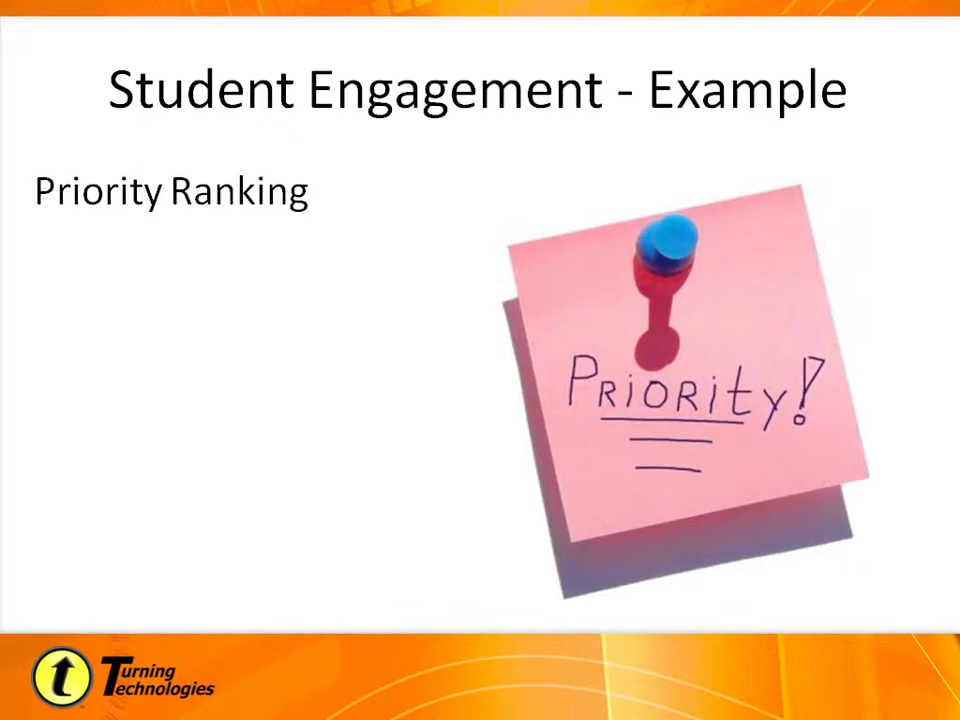 Student Engagement - Example
Priority Ranking
PRIORITY!
t Turning
Technologies